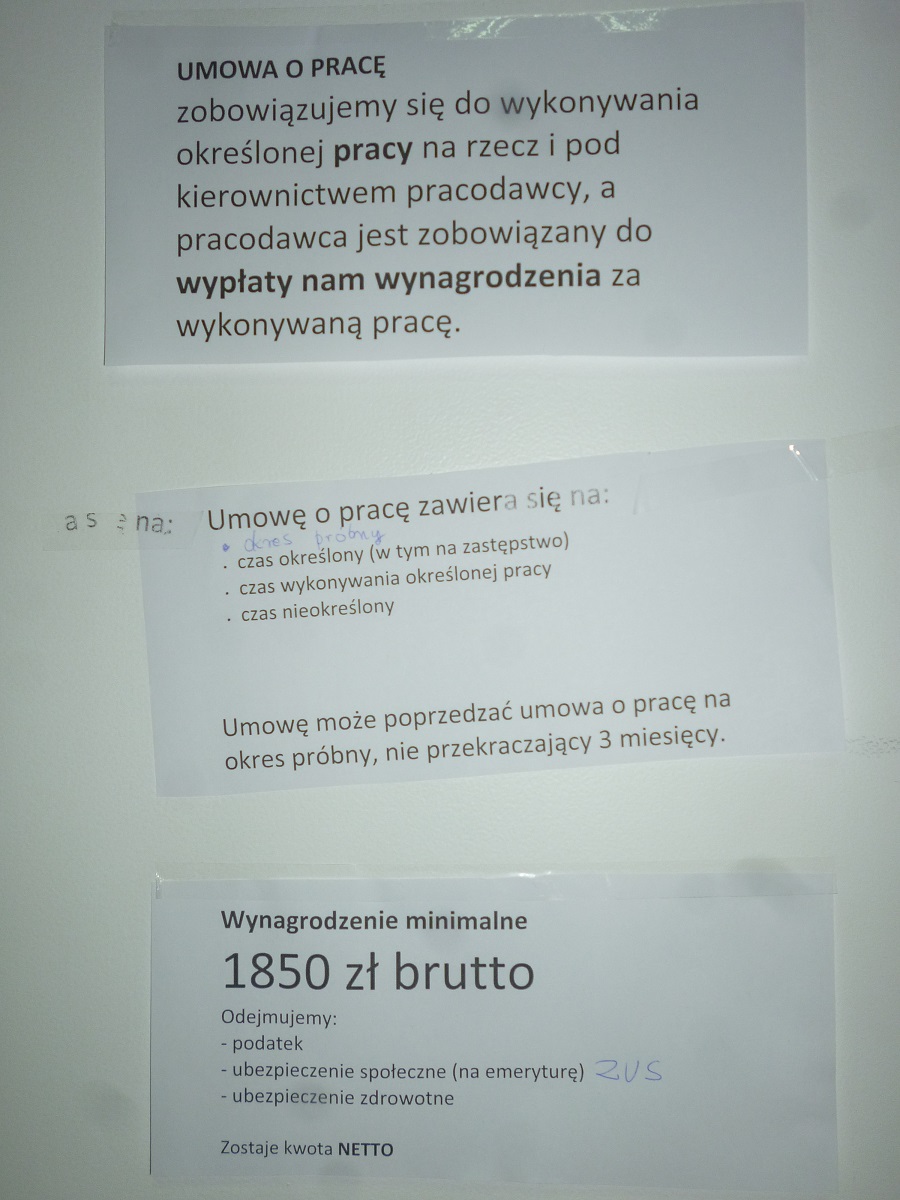 UMOWA O PRACĘ
zobowiązujemy się do wykonywania
określonej pracy na rzecz i pod
kierownictwem pracodawcy, a
pracodawca jest zobowiązany do
wypłaty nam wynagrodzenia za
wykonywaną pracę.
na: Umowę o pracę zawiera się na:
• okres próbny
. czas określony (w tym na zastępstwo)
. czas wykonywania określonej pracy
. czas nieokreślony
Umowę może poprzedzać umowa o pracę na
okres próbny, nie przekraczający 3 miesięcy.
Wynagrodzenie minimalne
1850 zł brutto
Odejmujemy:
- podatek
- ubezpieczenie społeczne (na emeryturę) ZUS
- ubezpieczenie zdrowotne
Zostaje kwota NETTO